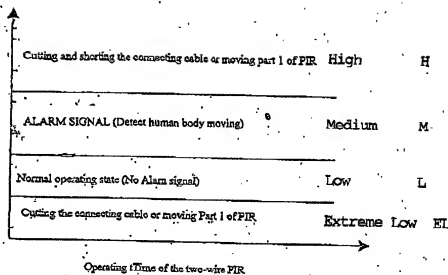 Cutting and shorting the connecting cable or moving part 1 of PIR High H
ALARM SIGNAL (Detect human body moving) Medium M
Normal operating state (No Alam signal) Low L
Cutting the connecting cable or moving Part 1 of PIR Extreme Low EL
Operating tTime of the two-wire PIR